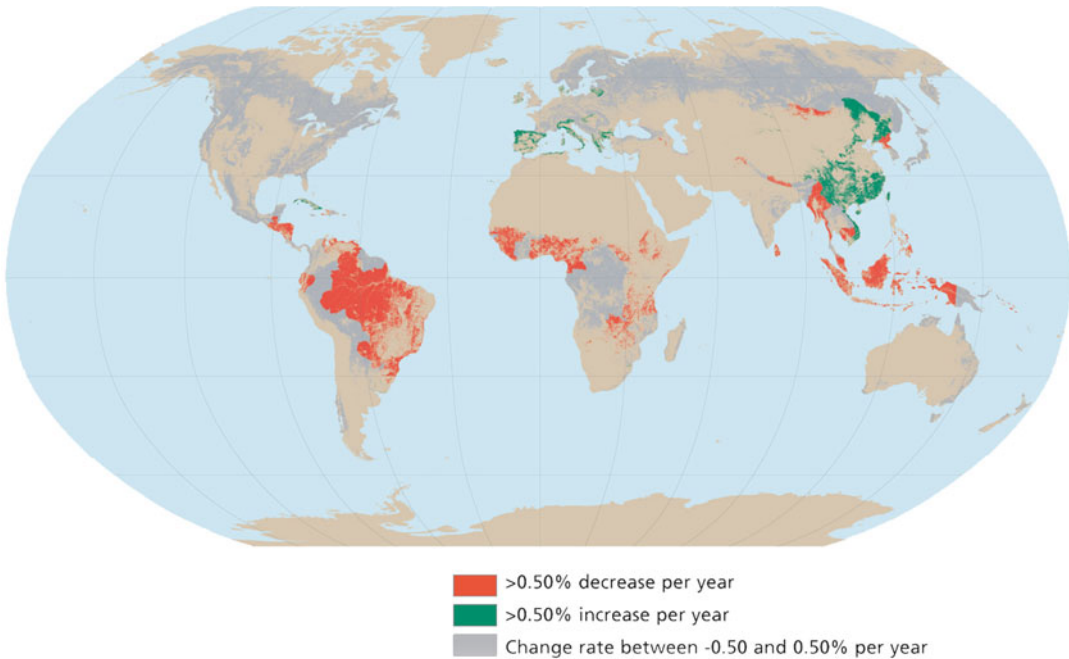 >0.50% decrease per year
>0.50% increase per year
Change rate between -0.50 and 0.50% per year